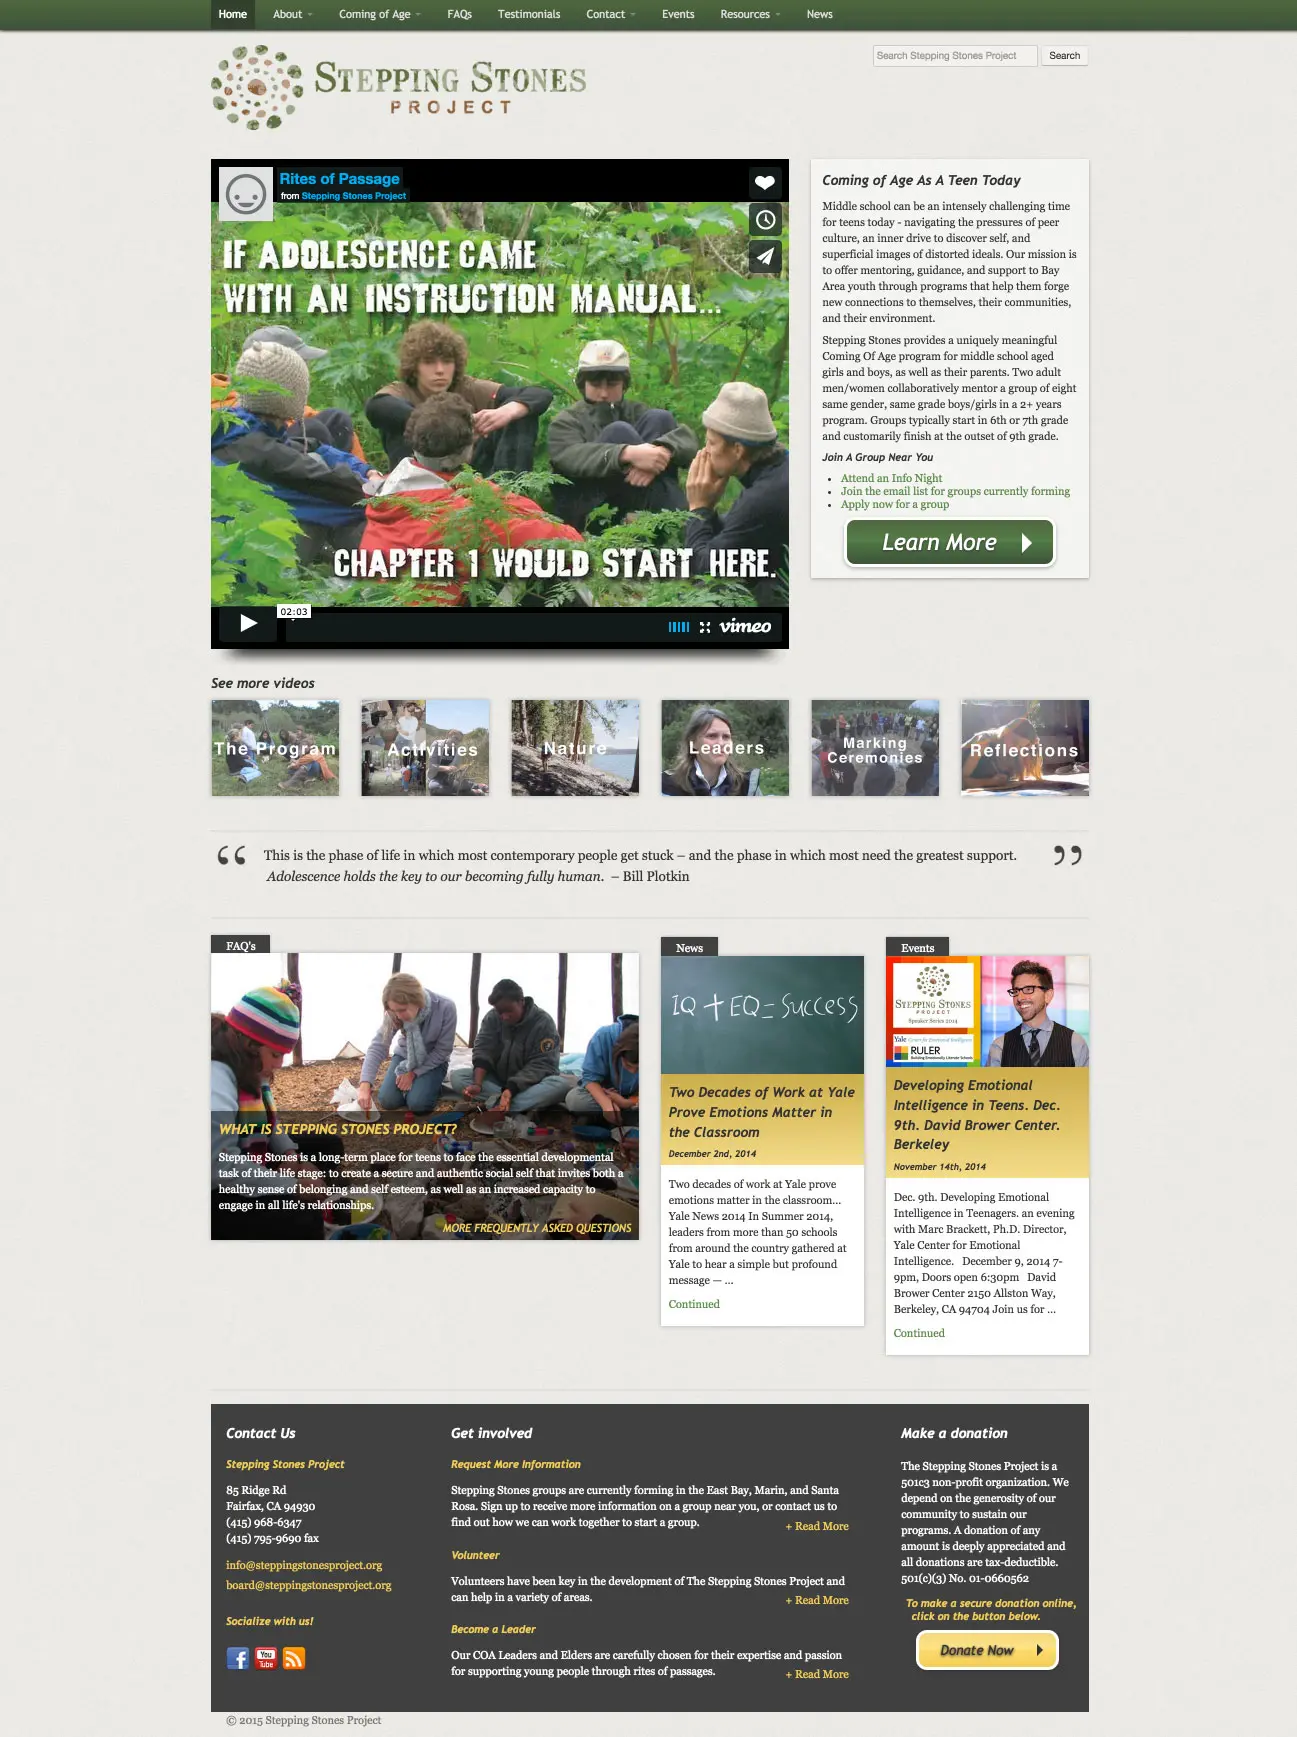 Home About Coming of Age FAQs Testimonials Contact Events Resources News
STEPPING STONES
PROJECT
Search Stepping Stones Project Search
Rites of Passage
from Stepping Stones Project
IF ADOLESCENCE CAME
WITH AN INSTRUCTION MANUAL...
CHAPTER 1 WOULD START HERE.
02:03
vimeo
Coming of Age As A Teen Today
Middle school can be an intensely challenging time
for teens today - navigating the pressures of peer
culture, an inner drive to discover self, and
superficial images of distorted ideals. Our mission is
to offer mentoring, guidance, and support to Bay
Area youth through programs that help them forge
new connections to themselves, their communities,
and their environment.
Stepping Stones provides a uniquely meaningful
Coming Of Age program for middle school aged
girls and boys, as well as their parents. Two adult
men/women collaboratively mentor a group of eight
same gender, same grade boys/girls in a 2+ years
program. Groups typically start in 6th or 7th grade
and customarily finish at the outset of 9th grade.
Join A Group Near You
• Attend an Info Night
• Join the email list for groups currently forming
• Apply now for a group
Learn More
See more videos
The Program
Activities
Nature
Leaders
Marking
Ceremonies
Reflections
“ This is the phase of life in which most contemporary people get stuck – and the phase in which most need the greatest support. ”
Adolescence holds the key to our becoming fully human. – Bill Plotkin
FAQ's
WHAT IS STEPPING STONES PROJECT?
Stepping Stones is a long-term place for teens to face the essential developmental
task of their life stage: to create a secure and authentic social self that invites both a
healthy sense of belonging and self esteem, as well as an increased capacity to
engage in all life's relationships.
MORE FREQUENTLY ASKED QUESTIONS
News
IQ + EQ = Success
Two Decades of Work at Yale
Prove Emotions Matter in
the Classroom
December 2nd, 2014
Two decades of work at Yale prove
emotions matter in the classroom…
Yale News 2014 In Summer 2014,
leaders from more than 50 schools
from around the country gathered at
Yale to hear a simple but profound
message — ...
Continued
Events
STEPPING STONES
PROJECT
Speaker Series 2014
Yale Center for Emotional Intelligence
RULER
Building Emotionally Literate Schools
Developing Emotional
Intelligence in Teens. Dec.
9th. David Brower Center.
Berkeley
November 14th, 2014
Dec. 9th. Developing Emotional
Intelligence in Teenagers. an evening
with Marc Brackett, Ph.D. Director,
Yale Center for Emotional
Intelligence. December 9, 2014 7-
9pm, Doors open 6:30pm David
Brower Center 2150 Allston Way,
Berkeley, CA 94704 Join us for ...
Continued
Contact Us
Stepping Stones Project
85 Ridge Rd
Fairfax, CA 94930
(415) 968-6347
(415) 795-9690 fax
info@steppingstonesproject.org
board@steppingstonesproject.org
Socialize with us!
You
Tube
Get involved
Request More Information
Stepping Stones groups are currently forming in the East Bay, Marin, and Santa
Rosa. Sign up to receive more information on a group near you, or contact us to
find out how we can work together to start a group.
+ Read More
Volunteer
Volunteers have been key in the development of The Stepping Stones Project and
can help in a variety of areas.
+ Read More
Become a Leader
Our COA Leaders and Elders are carefully chosen for their expertise and passion
for supporting young people through rites of passages.
+ Read More
Make a donation
The Stepping Stones Project is a
501c3 non-profit organization. We
depend on the generosity of our
community to sustain our
programs. A donation of any
amount is deeply appreciated and
all donations are tax-deductible.
501(c)(3) No. 01-0660562
To make a secure donation online,
click on the button below.
Donate Now
© 2015 Stepping Stones Project